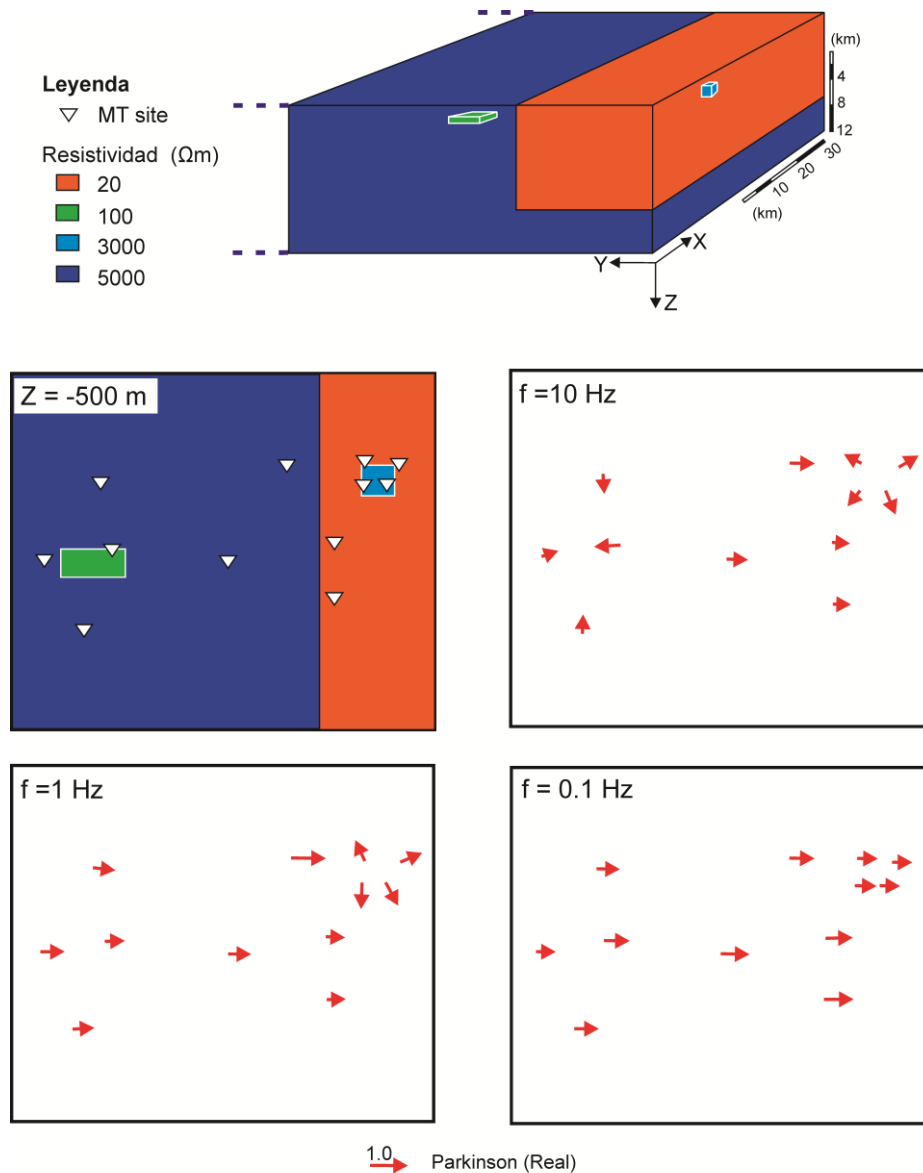 Leyenda
MT site
Resistividad (Ωm)
20
100
3000
5000
(km)
4
8
12
30
20
10
(km)
X
Y
Z
Z = -500 m
f =10 Hz
f =1 Hz
f = 0.1 Hz
1.0
Parkinson (Real)